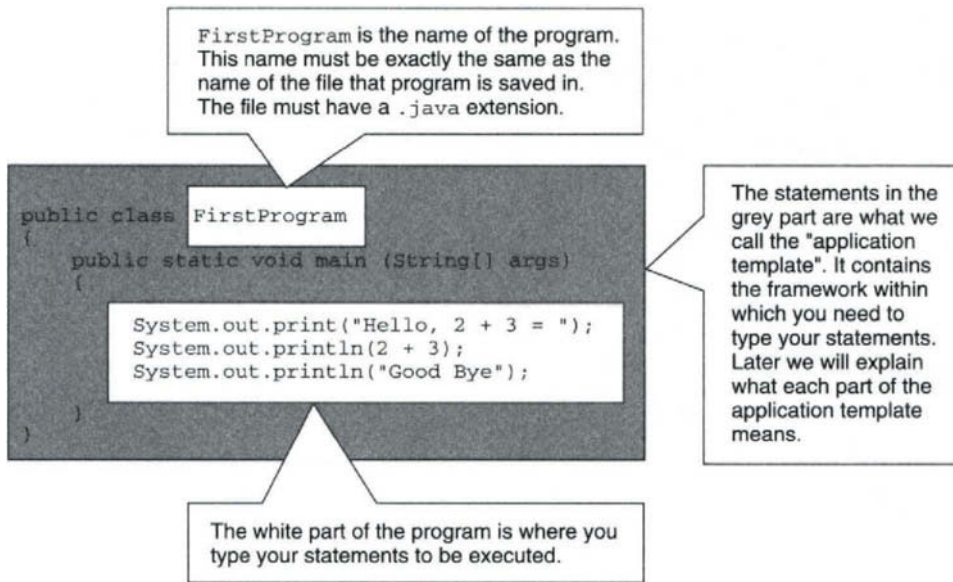 FirstProgram is the name of the program.
This name must be exactly the same as the
name of the file that program is saved in.
The file must have a .java extension.
public class FirstProgram
{
public static void main (String[] args)
{
System.out.print("Hello, 2 + 3 = ");
System.out.println(2 + 3);
System.out.println("Good Bye");
}
}
The statements in the
grey part are what we
call the "application
template". It contains
the framework within
which you need to
type your statements.
Later we will explain
what each part of the
application template
means.
The white part of the program is where you
type your statements to be executed.